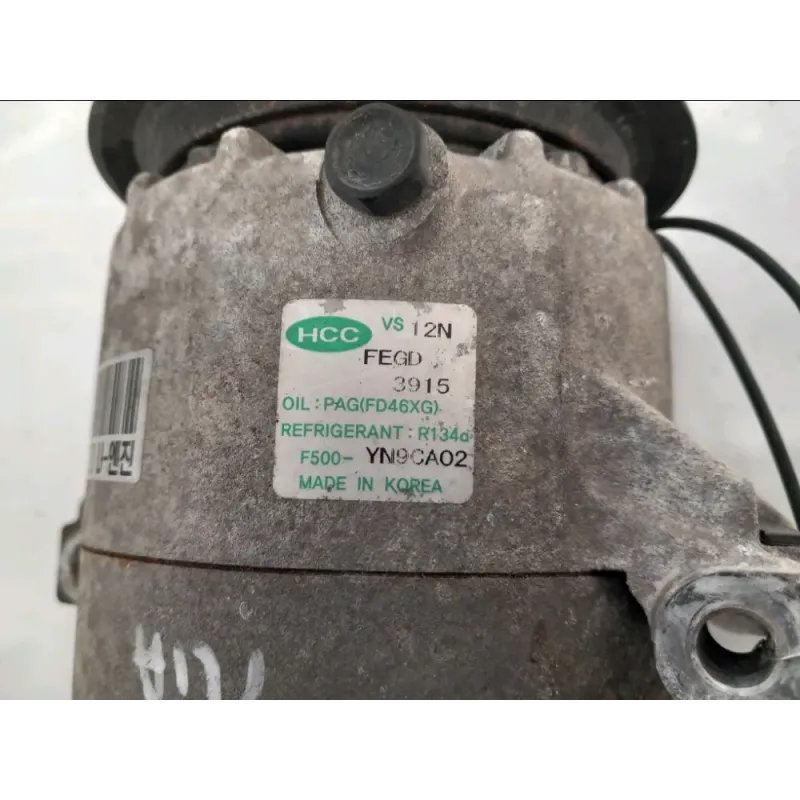 HCC VS 12N
FEGD
3915
OIL : PAG(FD46XG)
REFRIGERANT : R134a
F500- YN9CA02
MADE IN KOREA